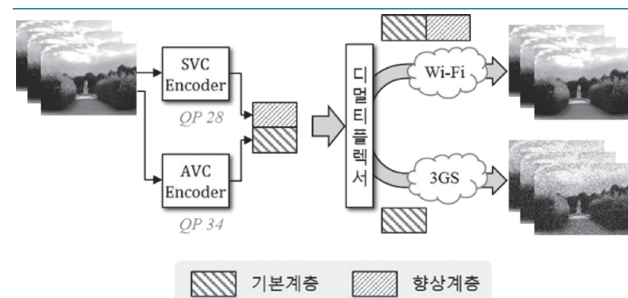 SVC
Encoder
QP 28
AVC
Encoder
QP 34
디멀티플렉서
Wi-Fi
3GS
기본계층
향상계층